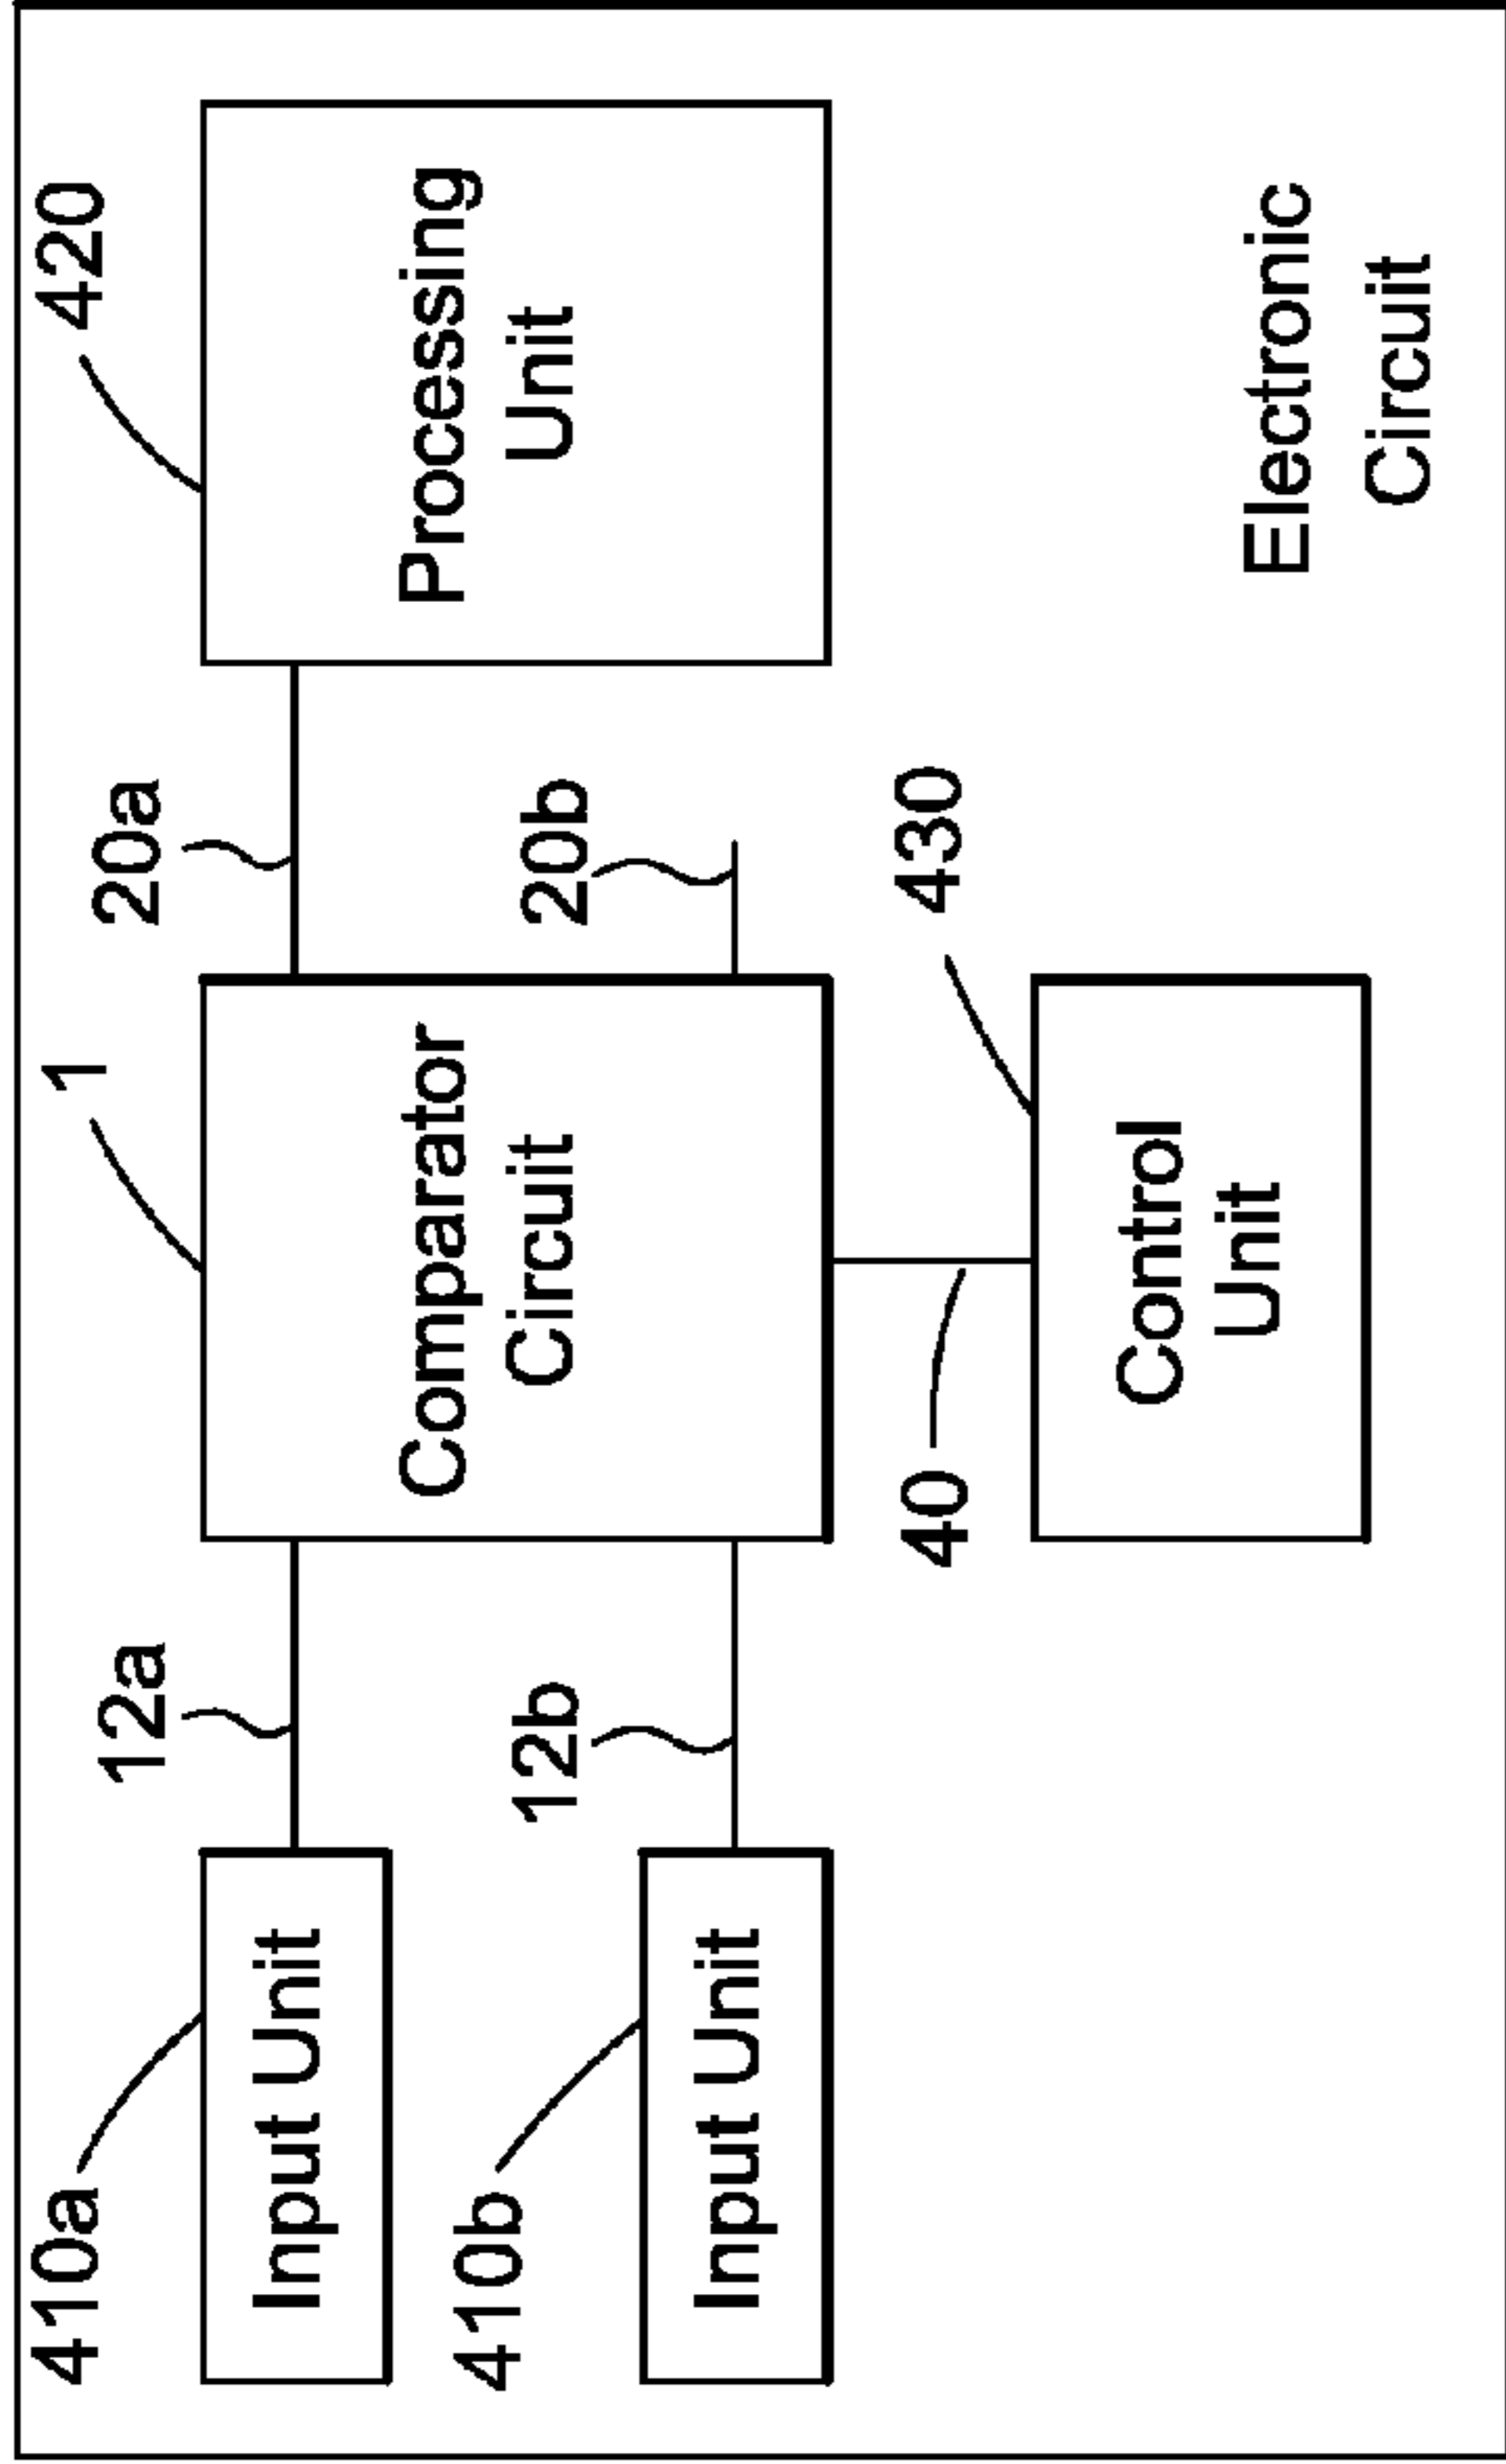 410a
12a
1
20a
420
Input Unit
Comparator
Circuit
Processing
Unit
410b
12b
20b
Input Unit
40
430
Control
Unit
Electronic
Circuit